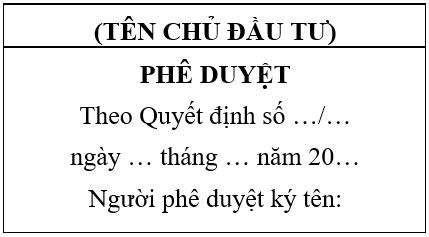 (TÊN CHỦ ĐẦU TƯ)
PHÊ DUYỆT
Theo Quyết định số …/…
ngày … tháng … năm 20…
Người phê duyệt ký tên: